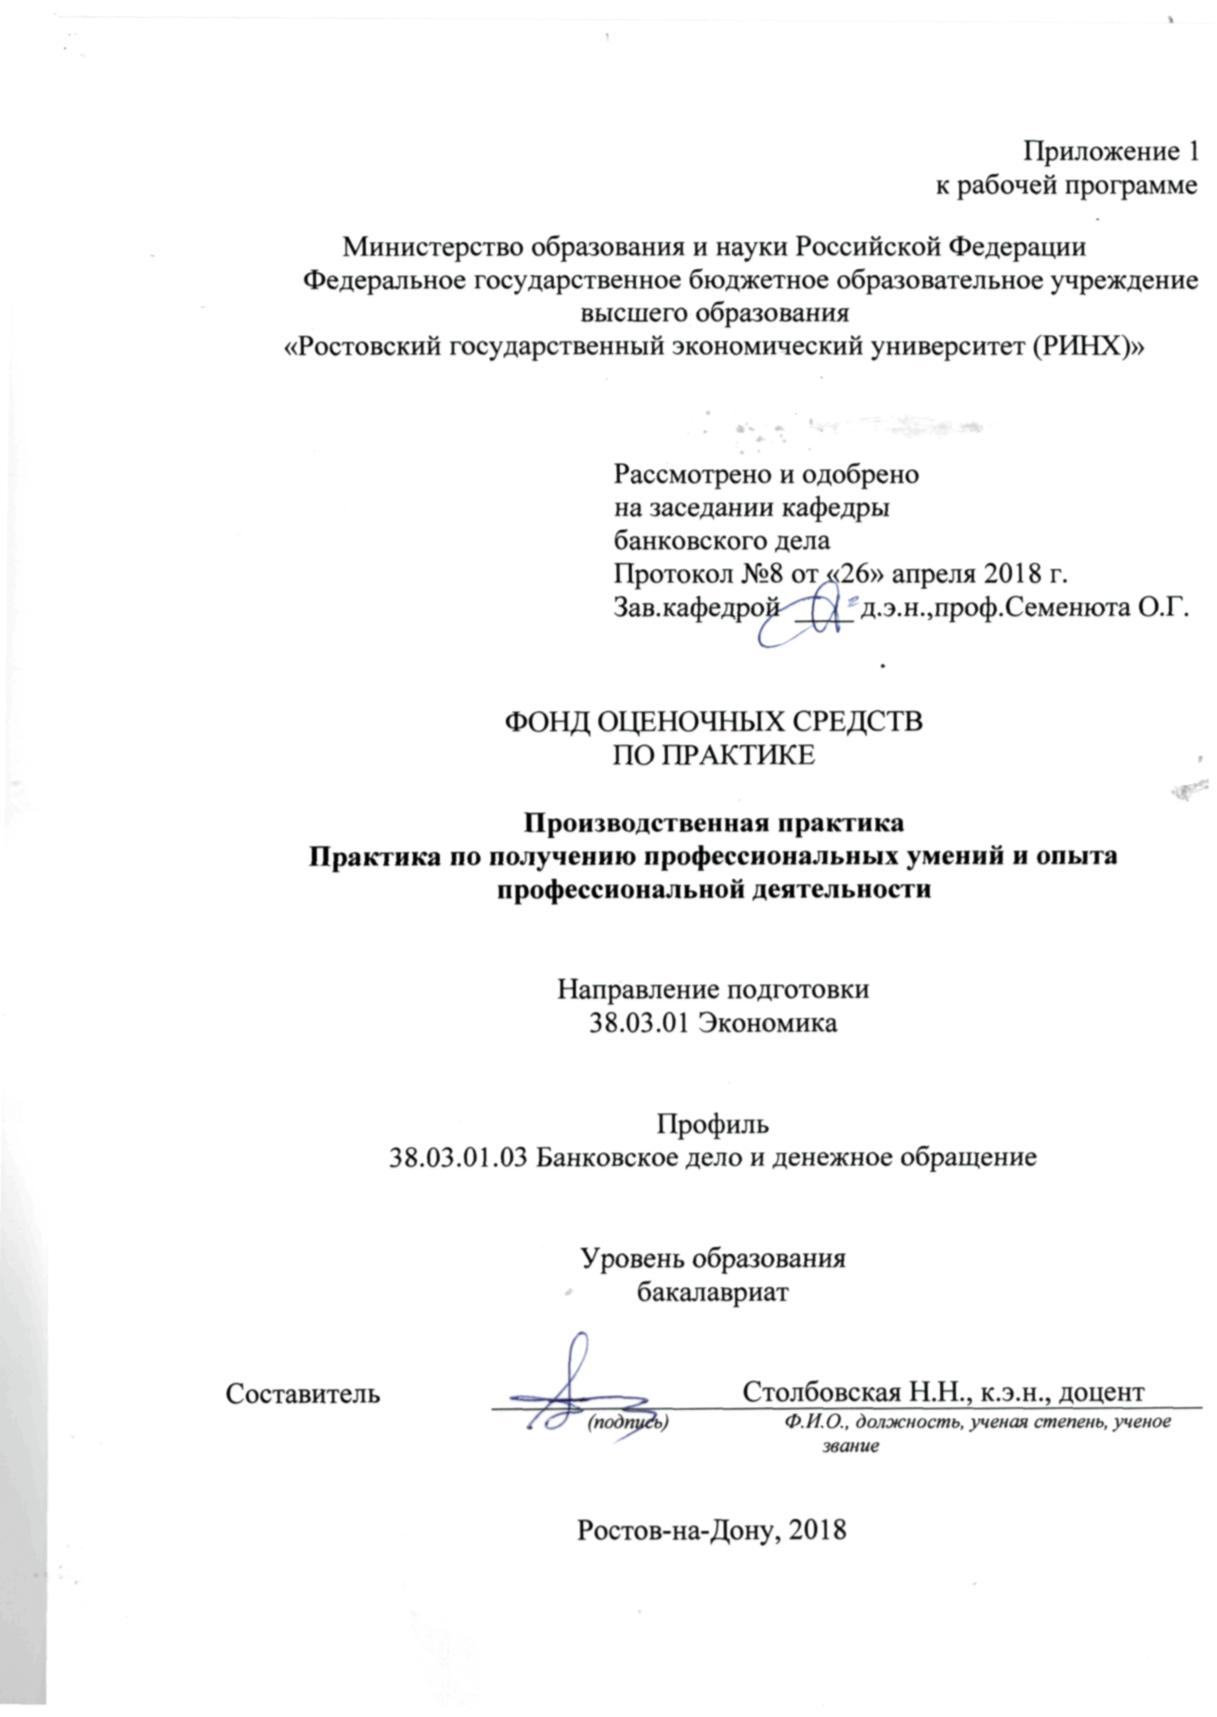 Приложение 1
к рабочей программе
Министерство образования и науки Российской Федерации
Федеральное государственное бюджетное образовательное учреждение
высшего образования
«Ростовский государственный экономический университет (РИНХ)»
Рассмотрено и одобрено
на заседании кафедры
банковского дела
Протокол №8 от «26» апреля 2018 г.
Зав.кафедрой ____ д.э.н.,проф.Семенюта О.Г.
ФОНД ОЦЕНОЧНЫХ СРЕДСТВ
ПО ПРАКТИКЕ
Производственная практика
Практика по получению профессиональных умений и опыта
профессиональной деятельности
Направление подготовки
38.03.01 Экономика
Профиль
38.03.01.03 Банковское дело и денежное обращение
Уровень образования
бакалавриат
Составитель Столбовская Н.Н., к.э.н., доцент
(подпись) Ф.И.О., должность, ученая степень, ученое
звание
Ростов-на-Дону, 2018